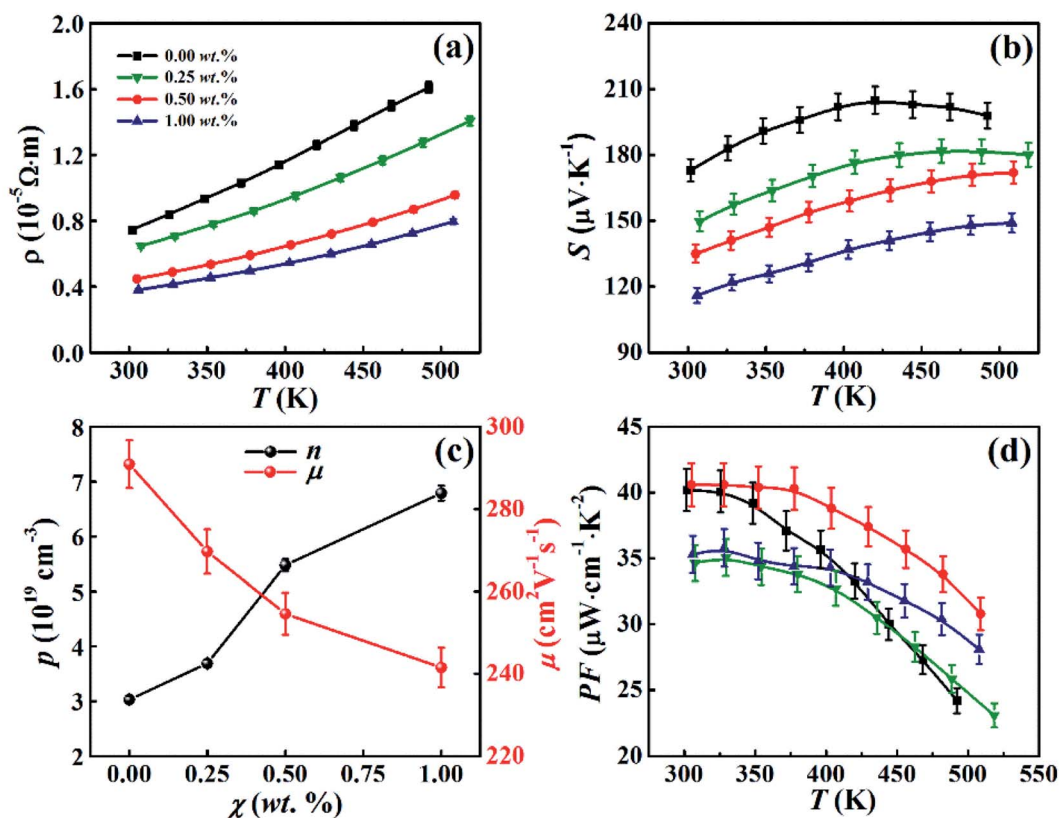 (a)
0.00 wt.%
0.25 wt.%
0.50 wt.%
1.00 wt.%
2.0
1.6
1.2
0.8
0.4
0.0
ρ (10⁻⁵Ω·m)
300 350 400 450 500
T (K)
(b)
240
210
180
150
120
90
S (μV·K⁻¹)
300 350 400 450 500
T (K)
(c)
n
μ
8
7
6
5
4
3
2
p (10¹⁹ cm⁻³)
300
280
260
240
220
μ (cm²V⁻¹s⁻¹)
0.00 0.25 0.50 0.75 1.00
χ (wt. %)
(d)
45
40
35
30
25
20
PF (μW·cm⁻¹·K⁻²)
300 350 400 450 500 550
T (K)